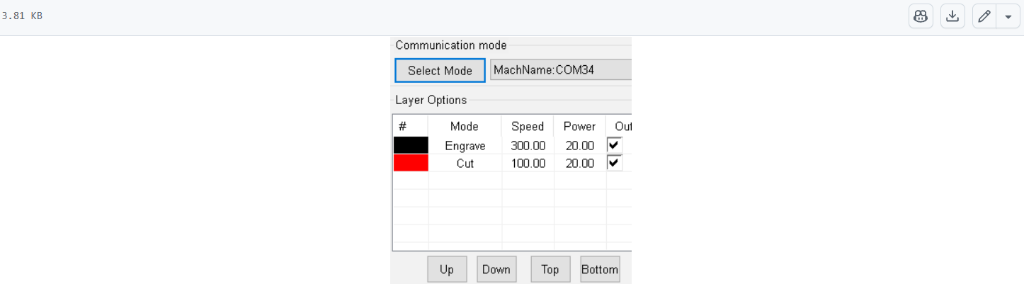 3.81 KB
Communication mode
Select Mode MachName:COM34
Layer Options
# Mode Speed Power Out
Engrave 300.00 20.00
Cut 100.00 20.00
Up Down Top Bottom